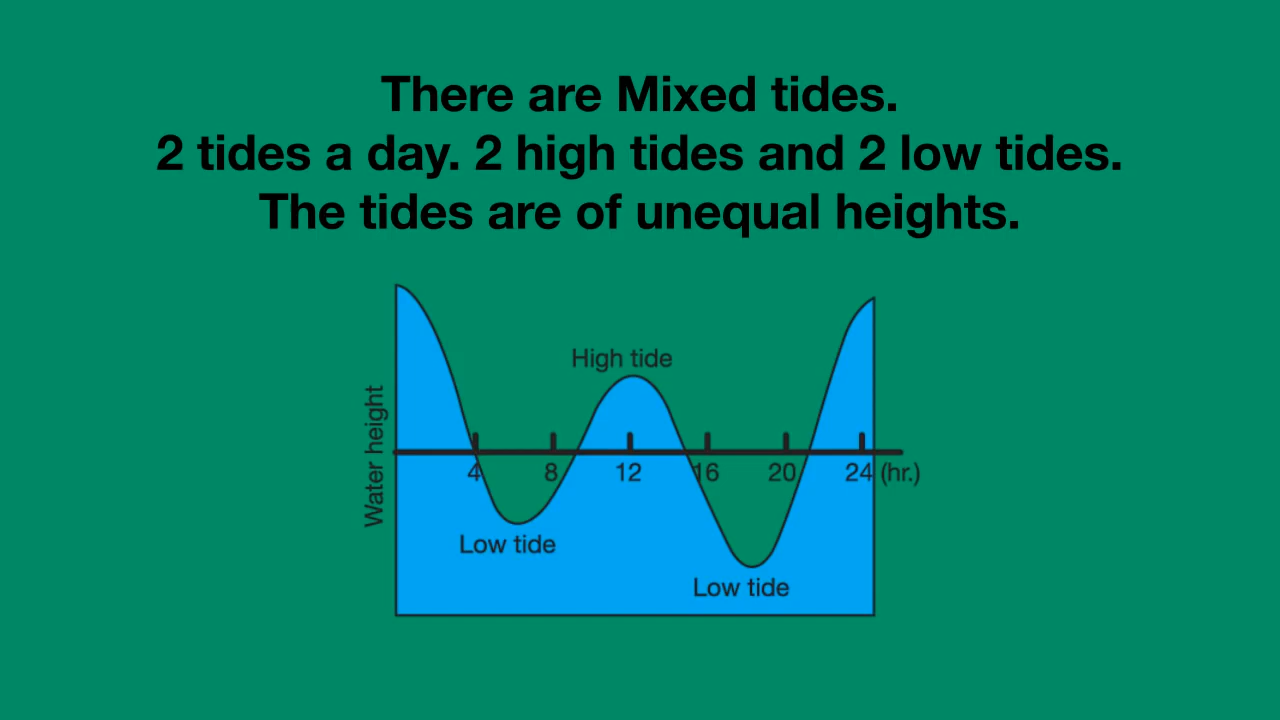 There are Mixed tides.
2 tides a day. 2 high tides and 2 low tides.
The tides are of unequal heights.
High tide
Water height
4 8 12 16 20 24 (hr.)
Low tide
Low tide